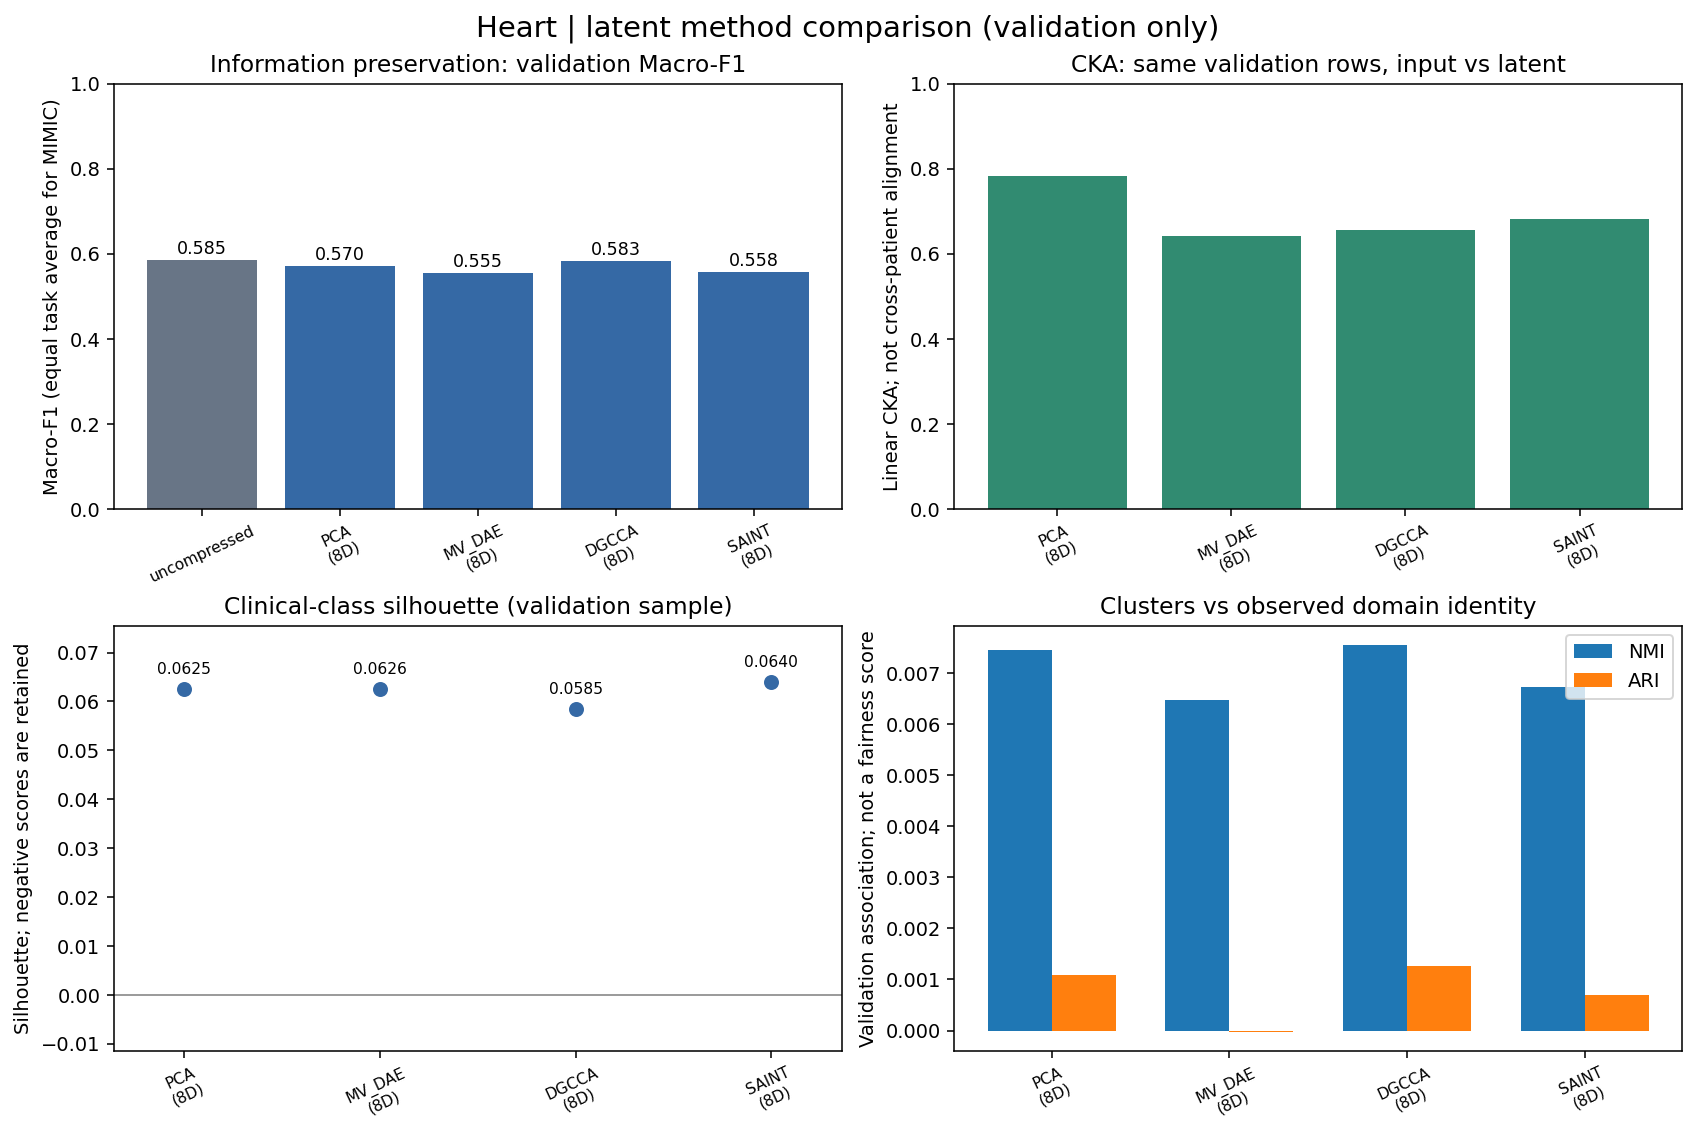 Heart | latent method comparison (validation only)
Information preservation: validation Macro-F1
Macro-F1 (equal task average for MIMIC)
1.0
0.8
0.6
0.4
0.2
0.0
0.585
0.570
0.555
0.583
0.558
uncompressed
PCA
(8D)
MV_DAE
(8D)
DGCCA
(8D)
SAINT
(8D)
CKA: same validation rows, input vs latent
Linear CKA; not cross-patient alignment
1.0
0.8
0.6
0.4
0.2
0.0
PCA
(8D)
MV_DAE
(8D)
DGCCA
(8D)
SAINT
(8D)
Clinical-class silhouette (validation sample)
Silhouette; negative scores are retained
0.07
0.06
0.05
0.04
0.03
0.02
0.01
0.00
−0.01
0.0625
0.0626
0.0585
0.0640
PCA
(8D)
MV_DAE
(8D)
DGCCA
(8D)
SAINT
(8D)
Clusters vs observed domain identity
Validation association; not a fairness score
0.007
0.006
0.005
0.004
0.003
0.002
0.001
0.000
NMI
ARI
PCA
(8D)
MV_DAE
(8D)
DGCCA
(8D)
SAINT
(8D)